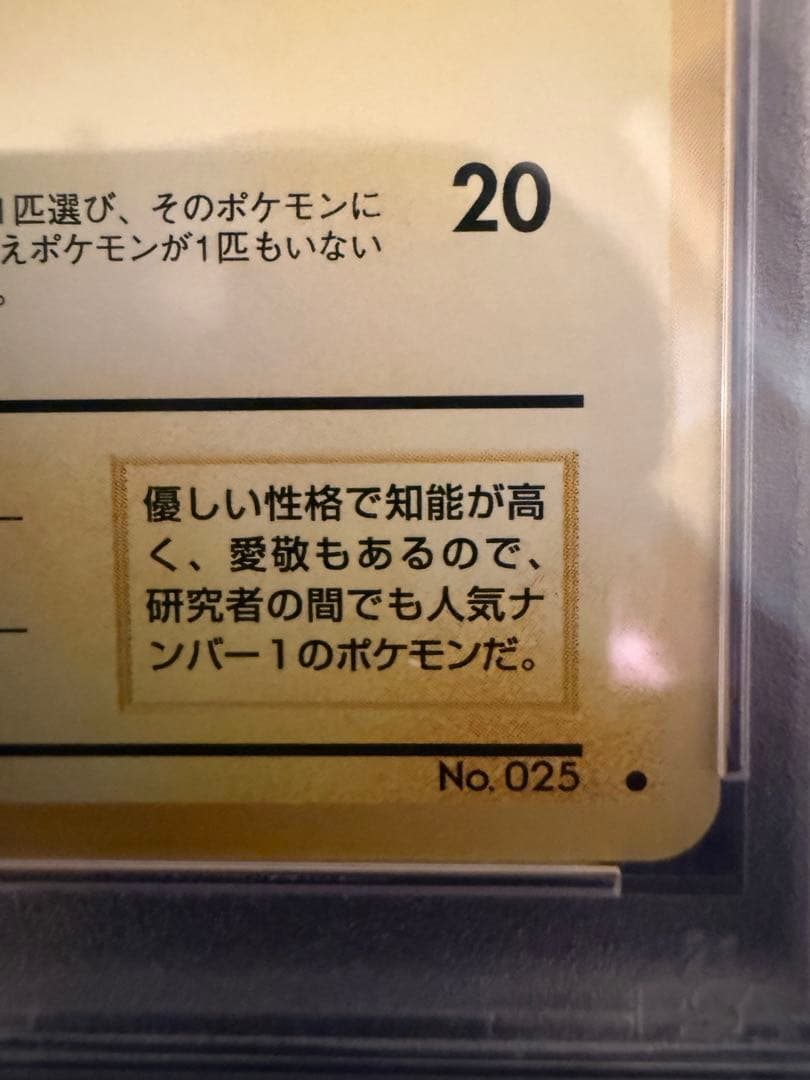 匹選び、そのポケモンに
20
えポケモンが1匹もいない
。
優しい性格で知能が高
く、愛敬もあるので、
研究者の間でも人気ナ
ンバー1のポケモンだ。
No. 025 ●